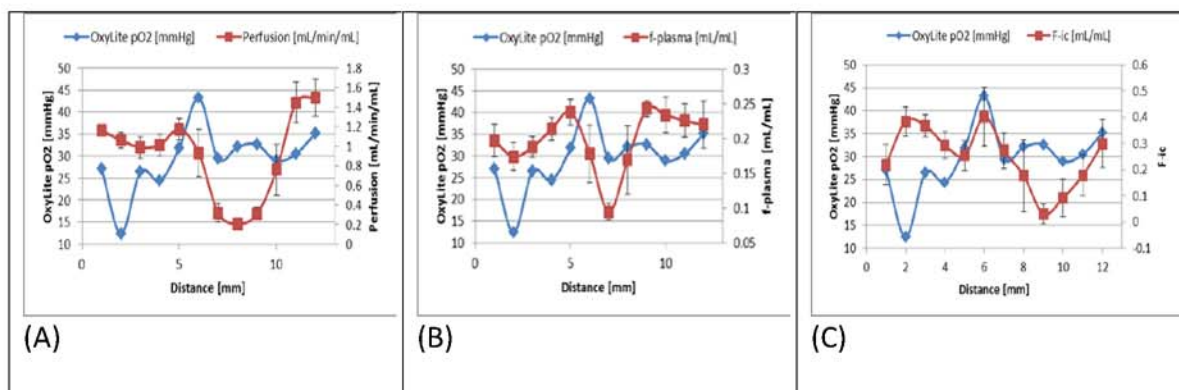 OxyLite pO2 [mmHg] Perfusion [mL/min/mL]
OxyLite pO2 [mmHg]
50
45
40
35
30
25
20
15
10
1.8
1.6
1.4
1.2
1
0.8
0.6
0.4
0.2
0
Perfusion [mL/min/mL]
0 5 10
Distance [mm]
(A)
OxyLite pO2 [mmHg] f-plasma [mL/mL]
OxyLite pO2 [mmHg]
50
45
40
35
30
25
20
15
10
0.3
0.25
0.2
0.15
0.1
0.05
f-plasma [mL/mL]
0 5 10
Distance [mm]
(B)
OxyLite pO2 [mmHg] F-ic [mL/mL]
OxyLite pO2 [mmHg]
50
45
40
35
30
25
20
15
10
0.6
0.5
0.4
0.3
0.2
0.1
0
-0.1
F-ic
0 2 4 6 8 10 12
Distance [mm]
(C)